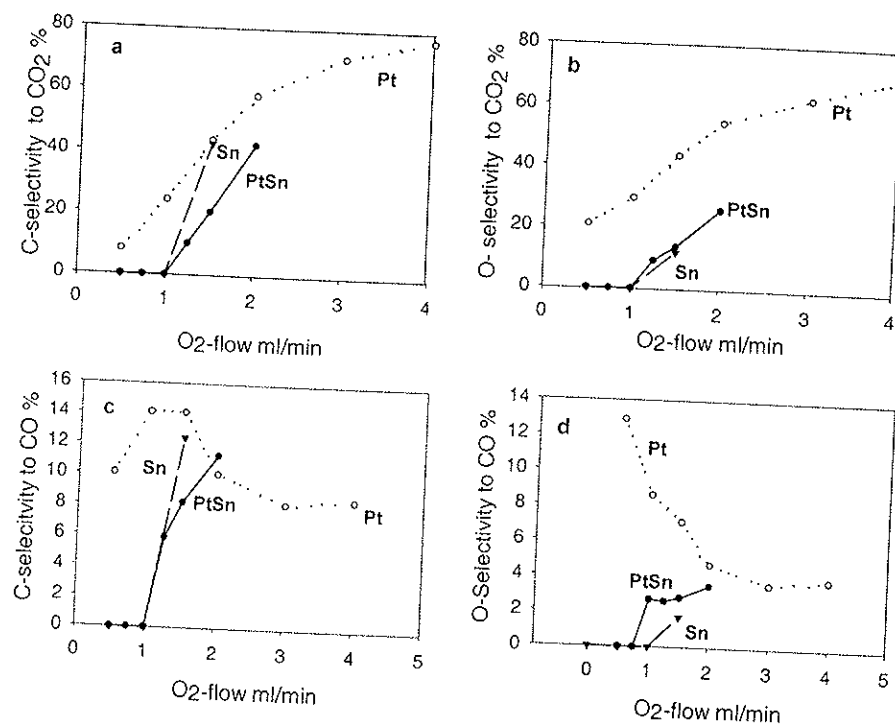 80
60
40
20
0
C-selectivity to CO2 %
a
Pt
Sn
PtSn
0 1 2 3 4
O2-flow ml/min
80
60
40
20
0
O- selectivity to CO2 %
b
Pt
PtSn
Sn
0 1 2 3 4
O2-flow ml/min
16
14
12
10
8
6
4
2
0
C-selecitvity to CO %
c
Sn
PtSn
Pt
0 1 2 3 4 5
O2-flow ml/min
14
12
10
8
6
4
2
0
O-Selectivity to CO %
d
Pt
PtSn
Sn
0 1 2 3 4 5
O2-flow ml/min